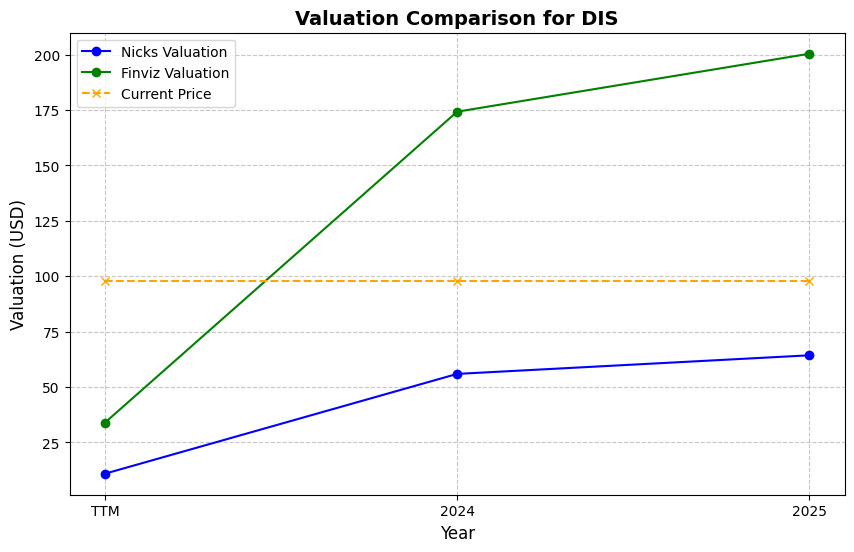 Valuation Comparison for DIS
Nicks Valuation
Finviz Valuation
Current Price
Valuation (USD)
200
175
150
125
100
75
50
25
TTM 2024 2025
Year